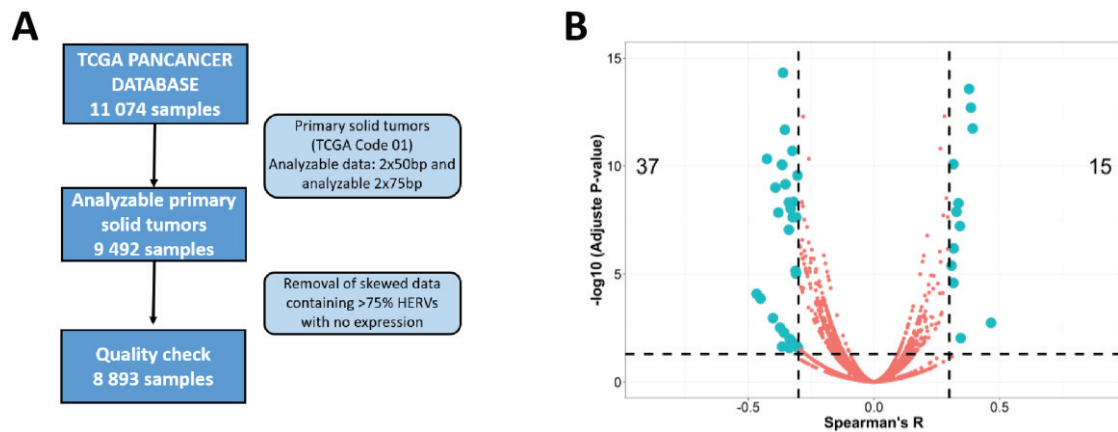 A
TCGA PANCANCER
DATABASE
11 074 samples
Primary solid tumors
(TCGA Code 01)
Analyzable data: 2x50bp and
analyzable 2x75bp
Analyzable primary
solid tumors
9 492 samples
Removal of skewed data
containing >75% HERVs
with no expression
Quality check
8 893 samples
B
-log10 (Adjuste P-value)
15
10
5
0
37
15
-0.5
0.0
0.5
Spearman's R